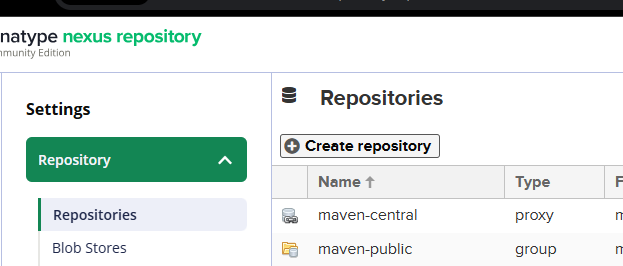 natype nexus repository
mmunity Edition
Settings
Repository
Repositories
Blob Stores
Repositories
Create repository
Name Type F
maven-central proxy m
maven-public group m